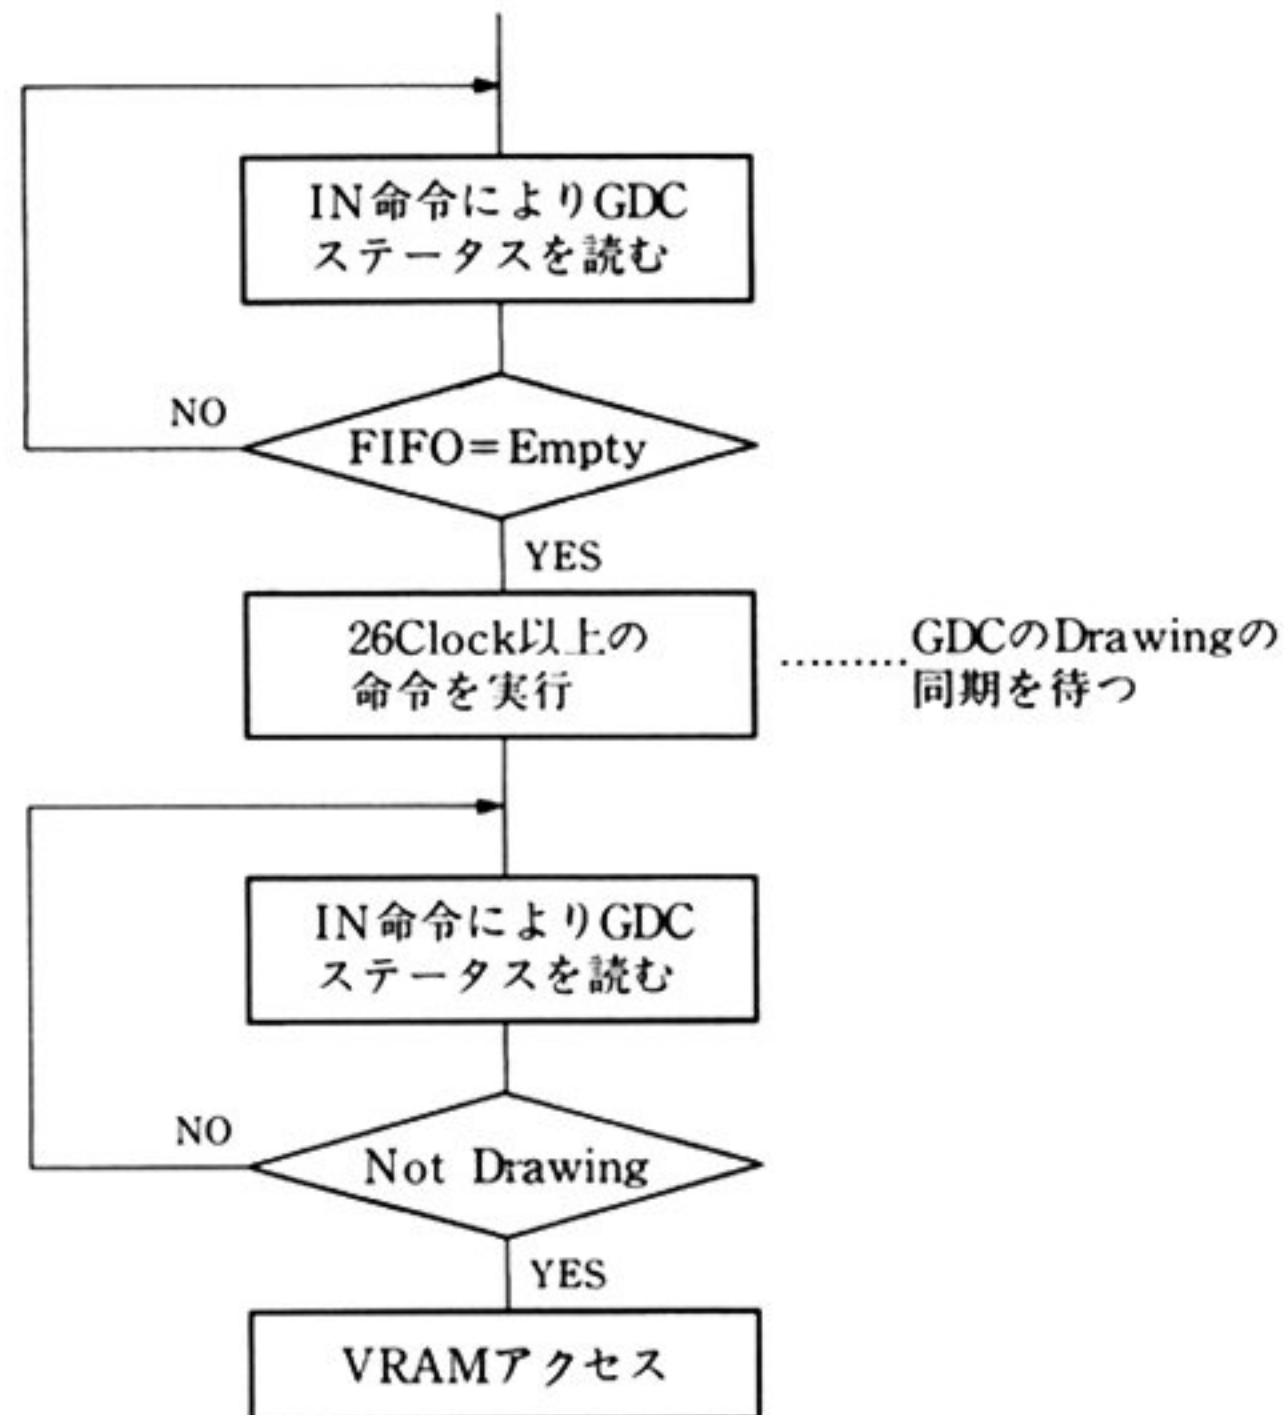 IN命令によりGDC
ステータスを読む
NO
FIFO=Empty
YES
26Clock以上の
命令を実行
GDCのDrawingの
同期を待つ
IN命令によりGDC
ステータスを読む
NO
Not Drawing
YES
VRAMアクセス